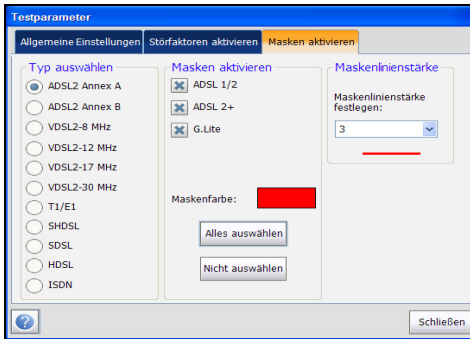 Testparameter
Allgemeine Einstellungen Störfaktoren aktivieren Masken aktivieren
Typ auswählen
ADSL2 Annex A
ADSL2 Annex B
VDSL2-8 MHz
VDSL2-12 MHz
VDSL2-17 MHz
VDSL2-30 MHz
T1/E1
SHDSL
SDSL
HDSL
ISDN
Masken aktivieren
ADSL 1/2
ADSL 2+
G.Lite
Maskenfarbe:
Alles auswählen
Nicht auswählen
Maskenlinienstärke
Maskenlinienstärke
festlegen:
3
?
Schließen